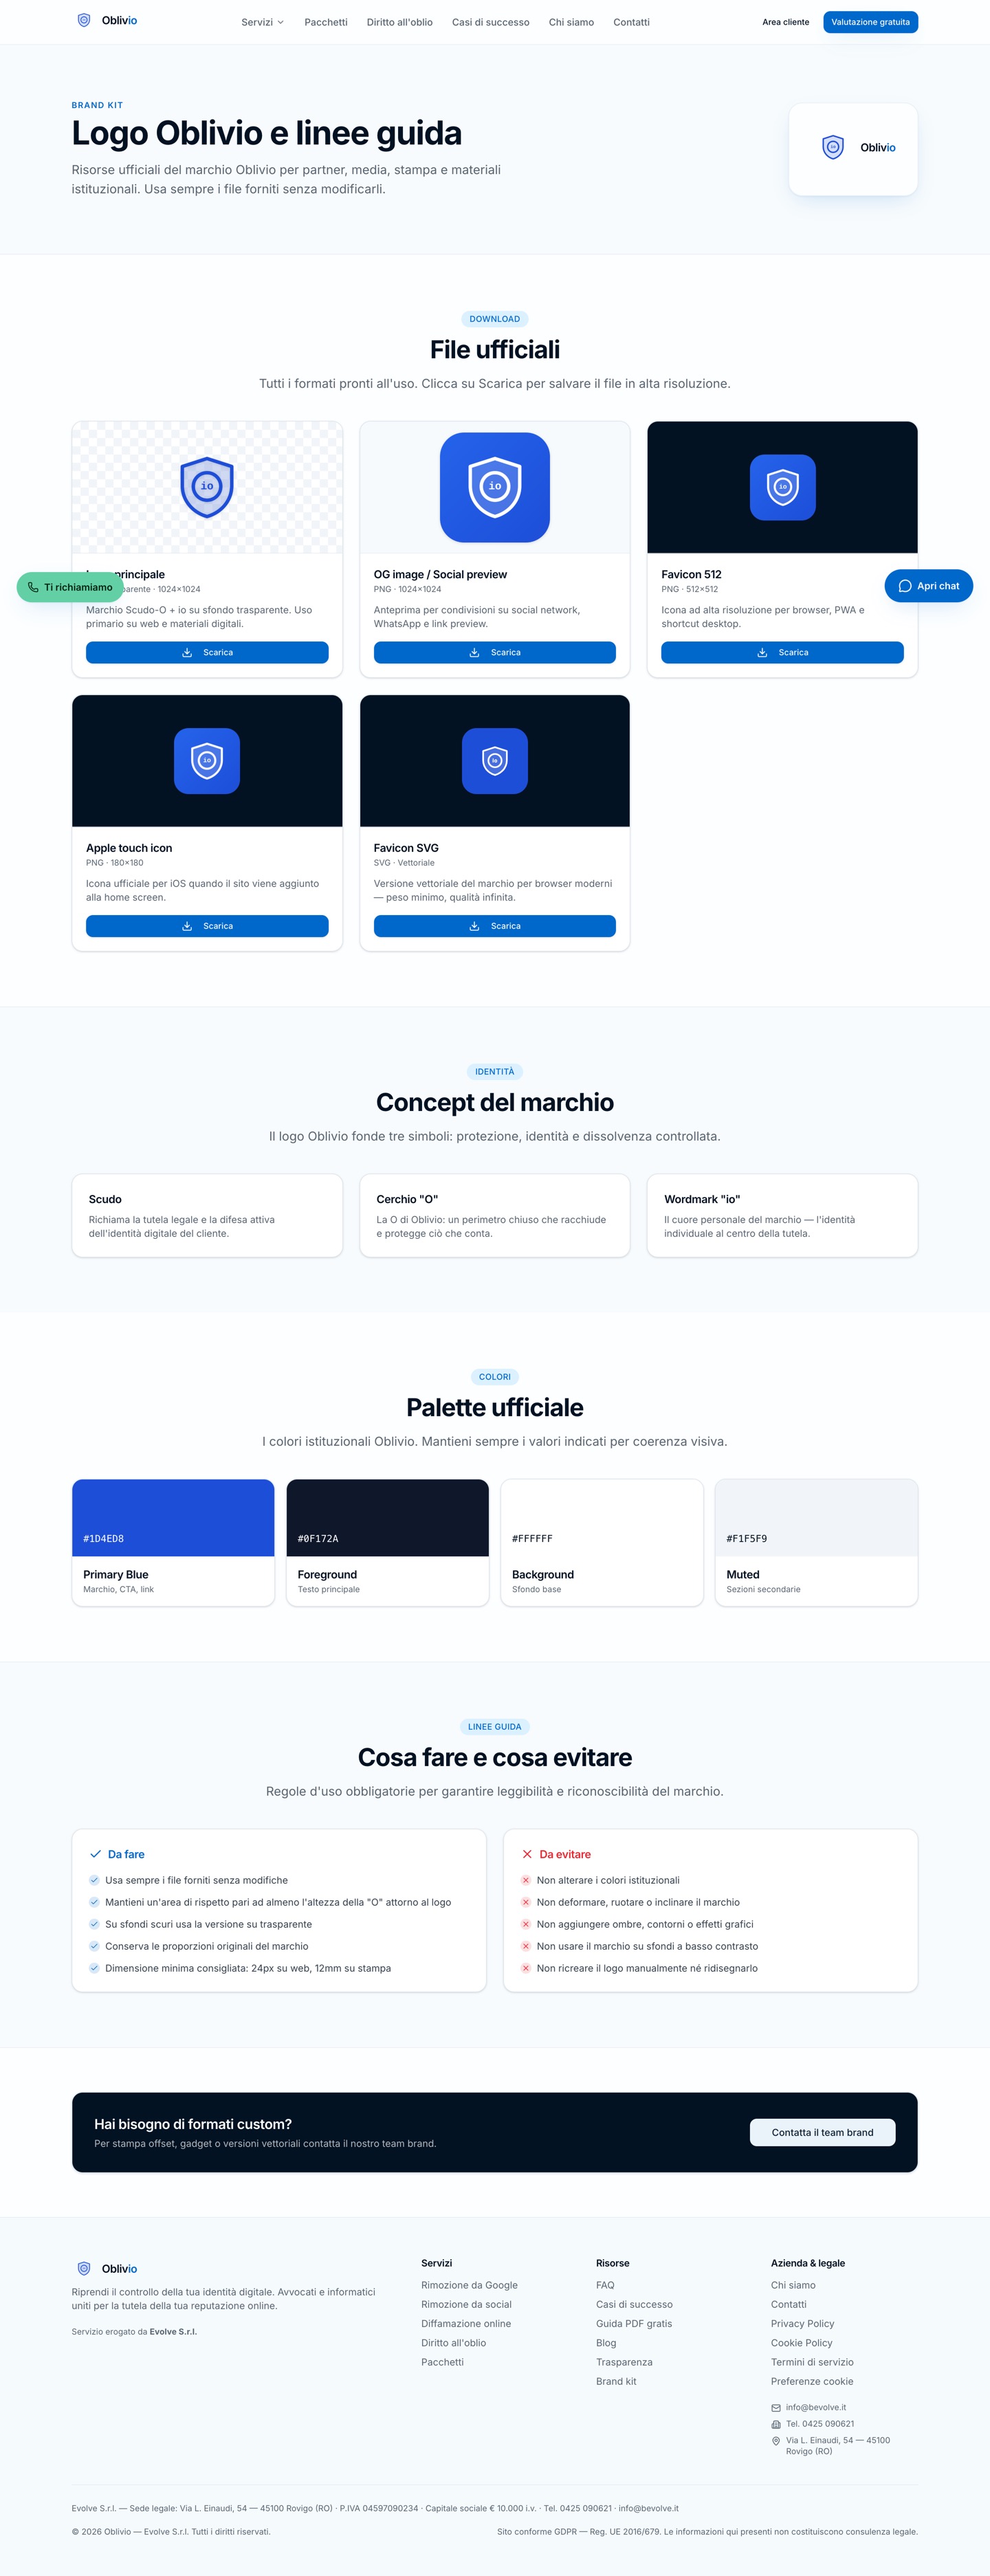 Oblivio
Servizi
Pacchetti
Diritto all'oblio
Casi di successo
Chi siamo
Contatti
Area cliente
Valutazione gratuita
BRAND KIT
Logo Oblivio e linee guida
Risorse ufficiali del marchio Oblivio per partner, media, stampa e materiali
istituzionali. Usa sempre i file forniti senza modificarli.
Oblivio
DOWNLOAD
File ufficiali
Tutti i formati pronti all'uso. Clicca su Scarica per salvare il file in alta risoluzione.
io
io
io
principale
· 1024×1024
Marchio Scudo-O + io su sfondo trasparente. Uso
primario su web e materiali digitali.
Scarica
OG image / Social preview
PNG · 1024×1024
Anteprima per condivisioni su social network,
WhatsApp e link preview.
Scarica
Favicon 512
PNG · 512×512
Icona ad alta risoluzione per browser, PWA e
shortcut desktop.
Scarica
Ti richiamiamo
Apri chat
io
io
Apple touch icon
PNG · 180×180
Icona ufficiale per iOS quando il sito viene aggiunto
alla home screen.
Scarica
Favicon SVG
SVG · Vettoriale
Versione vettoriale del marchio per browser moderni
— peso minimo, qualità infinita.
Scarica
IDENTITÀ
Concept del marchio
Il logo Oblivio fonde tre simboli: protezione, identità e dissolvenza controllata.
Scudo
Richiama la tutela legale e la difesa attiva
dell'identità digitale del cliente.
Cerchio "O"
La O di Oblivio: un perimetro chiuso che racchiude
e protegge ciò che conta.
Wordmark "io"
Il cuore personale del marchio — l'identità
individuale al centro della tutela.
COLORI
Palette ufficiale
I colori istituzionali Oblivio. Mantieni sempre i valori indicati per coerenza visiva.
#1D4ED8
Primary Blue
Marchio, CTA, link
#0F172A
Foreground
Testo principale
#FFFFFF
Background
Sfondo base
#F1F5F9
Muted
Sezioni secondarie
LINEE GUIDA
Cosa fare e cosa evitare
Regole d'uso obbligatorie per garantire leggibilità e riconoscibilità del marchio.
Da fare
Usa sempre i file forniti senza modifiche
Mantieni un'area di rispetto pari ad almeno l'altezza della "O" attorno al logo
Su sfondi scuri usa la versione su trasparente
Conserva le proporzioni originali del marchio
Dimensione minima consigliata: 24px su web, 12mm su stampa
Da evitare
Non alterare i colori istituzionali
Non deformare, ruotare o inclinare il marchio
Non aggiungere ombre, contorni o effetti grafici
Non usare il marchio su sfondi a basso contrasto
Non ricreare il logo manualmente né ridisegnarlo
Hai bisogno di formati custom?
Per stampa offset, gadget o versioni vettoriali contatta il nostro team brand.
Contatta il team brand
Oblivio
Riprendi il controllo della tua identità digitale. Avvocati e informatici
uniti per la tutela della tua reputazione online.
Servizio erogato da Evolve S.r.l.
Servizi
Rimozione da Google
Rimozione da social
Diffamazione online
Diritto all'oblio
Pacchetti
Risorse
FAQ
Casi di successo
Guida PDF gratis
Blog
Trasparenza
Brand kit
Azienda & legale
Chi siamo
Contatti
Privacy Policy
Cookie Policy
Termini di servizio
Preferenze cookie
info@bevolve.it
Tel. 0425 090621
Via L. Einaudi, 54 — 45100
Rovigo (RO)
Evolve S.r.l. — Sede legale: Via L. Einaudi, 54 — 45100 Rovigo (RO) · P.IVA 04597090234 · Capitale sociale € 10.000 i.v. · Tel. 0425 090621 · info@bevolve.it
© 2026 Oblivio — Evolve S.r.l. Tutti i diritti riservati.
Sito conforme GDPR — Reg. UE 2016/679. Le informazioni qui presenti non costituiscono consulenza legale.